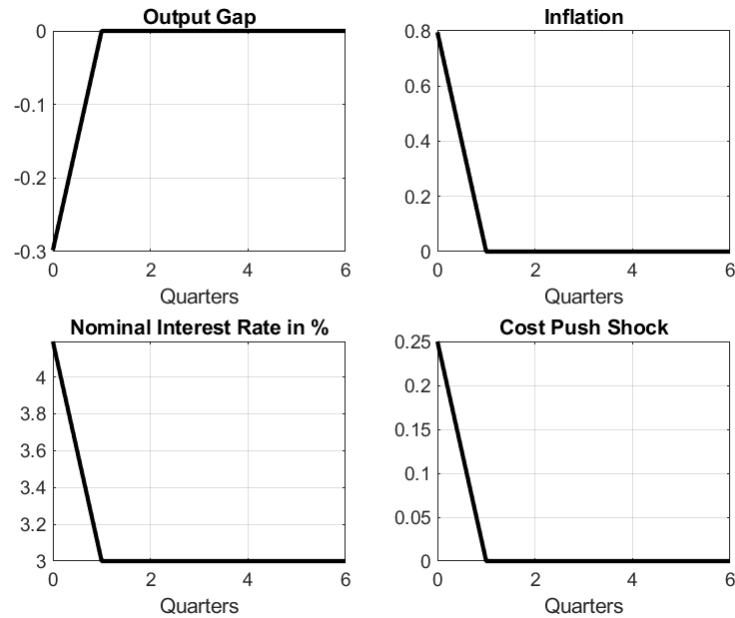 Output Gap
0
-0.1
-0.2
-0.3
0 2 4 6
Quarters
Inflation
0.8
0.6
0.4
0.2
0
0 2 4 6
Quarters
Nominal Interest Rate in %
4
3.8
3.6
3.4
3.2
3
0 2 4 6
Quarters
Cost Push Shock
0.25
0.2
0.15
0.1
0.05
0
0 2 4 6
Quarters